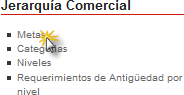 Jerarquía Comercial
Metas
Categorías
Niveles
Requerimientos de Antigüedad por
nivel